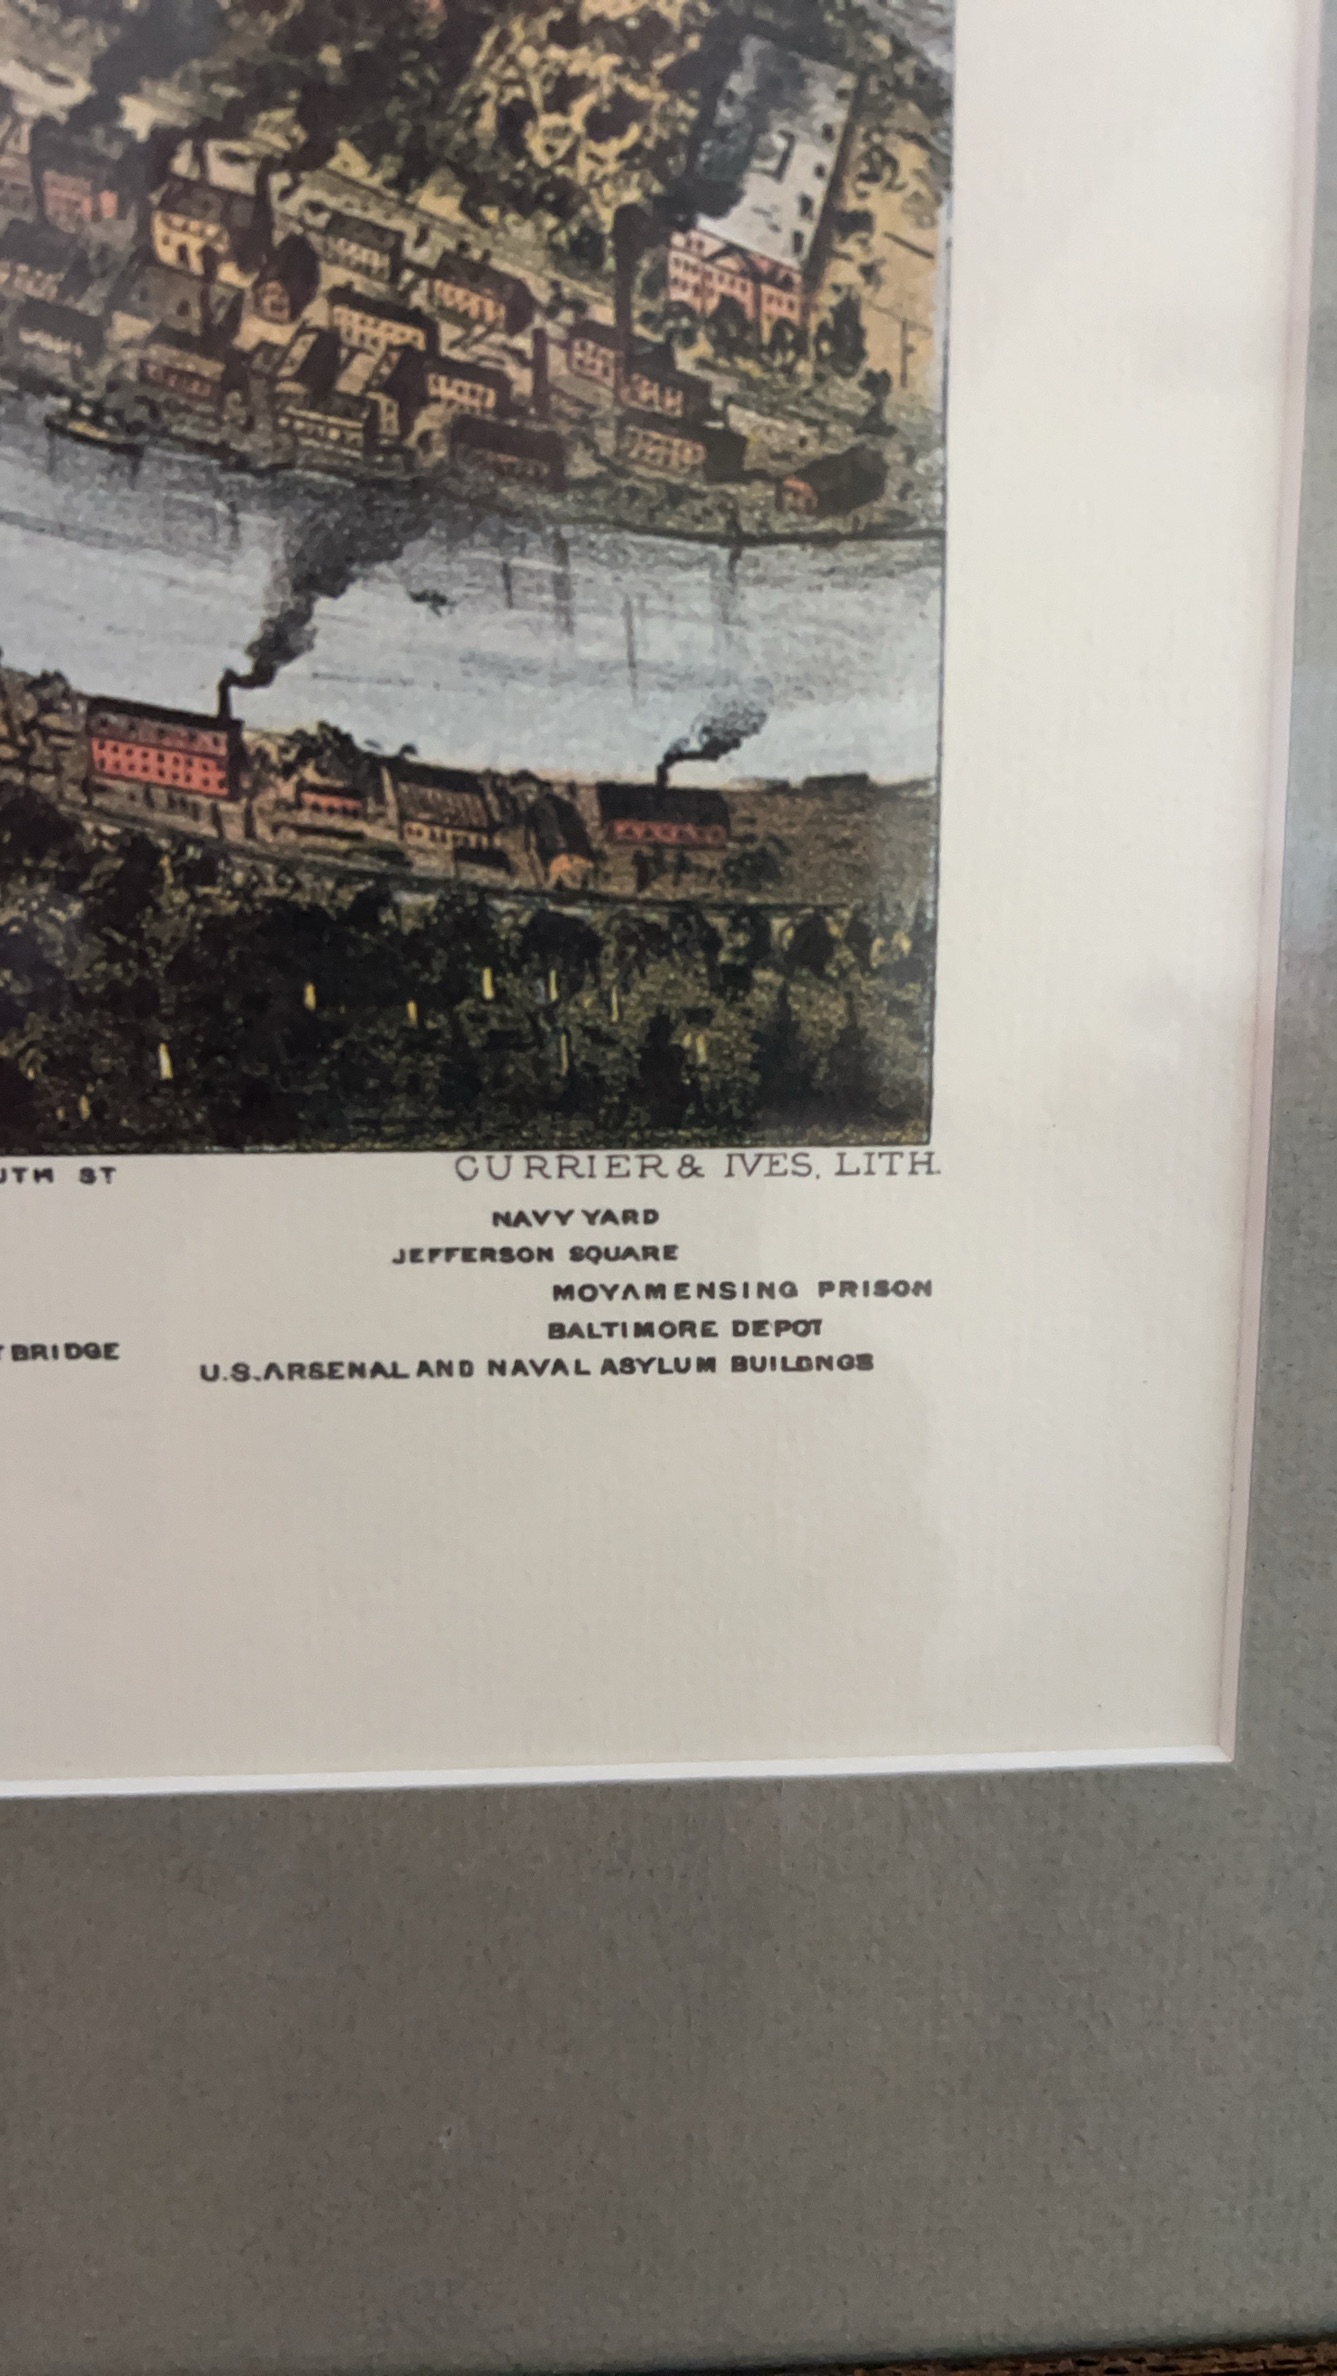 UTH ST
CURRIER & IVES, LITH.
NAVY YARD
JEFFERSON SQUARE
MOYAMENSING PRISON
BALTIMORE DEPOT
BRIDGE
U.S. ARSENAL AND NAVAL ASYLUM BUILDNGS